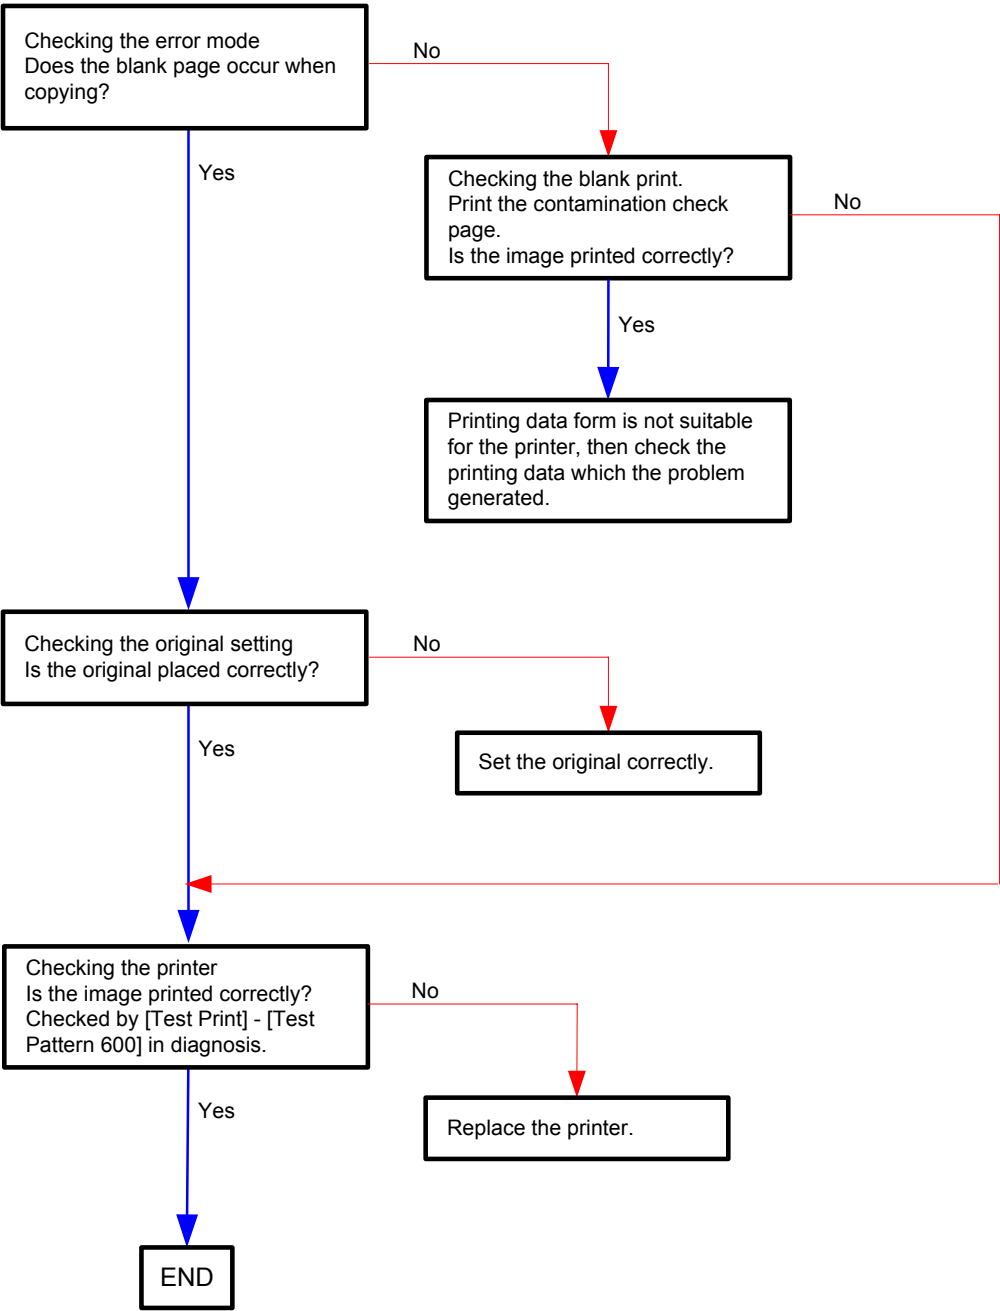 Checking the error mode
Does the blank page occur when
copying?
No
Yes
Checking the blank print.
Print the contamination check
page.
Is the image printed correctly?
No
Yes
Printing data form is not suitable
for the printer, then check the
printing data which the problem
generated.
Checking the original setting
Is the original placed correctly?
No
Yes
Set the original correctly.
Checking the printer
Is the image printed correctly?
Checked by [Test Print] - [Test
Pattern 600] in diagnosis.
No
Yes
Replace the printer.
END